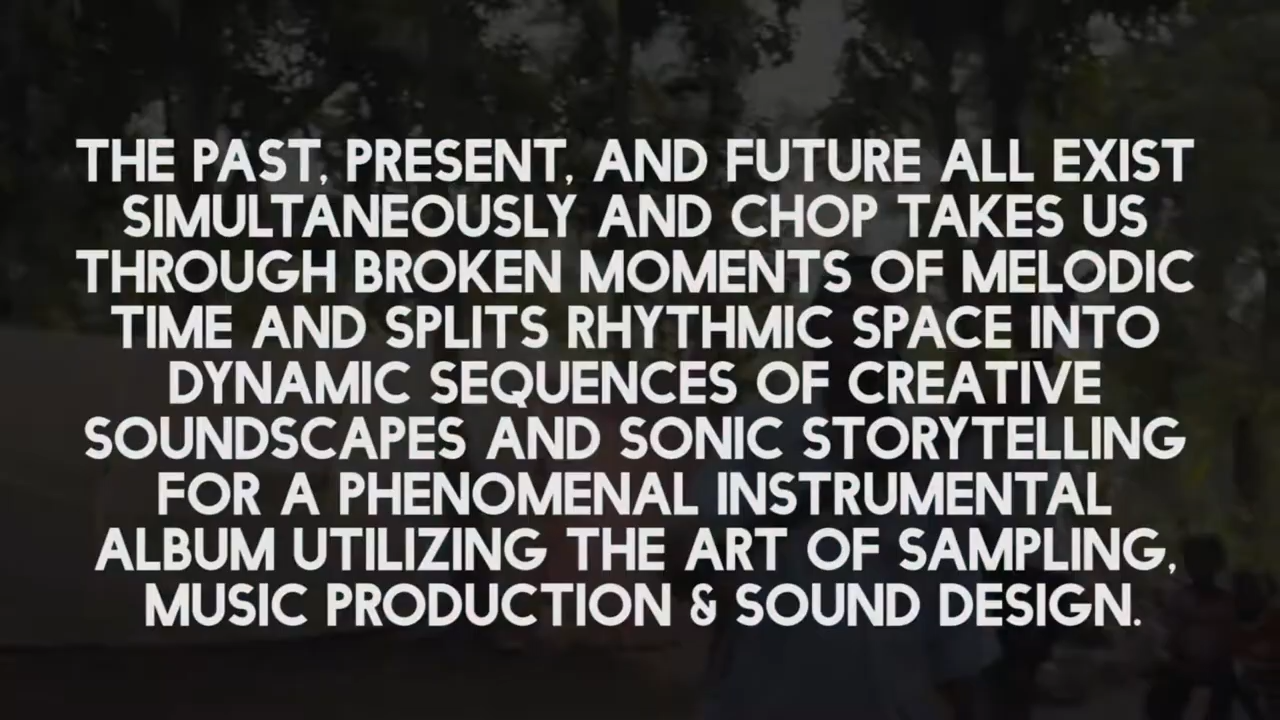 THE PAST, PRESENT, AND FUTURE ALL EXIST
SIMULTANEOUSLY AND CHOP TAKES US
THROUGH BROKEN MOMENTS OF MELODIC
TIME AND SPLITS RHYTHMIC SPACE INTO
DYNAMIC SEQUENCES OF CREATIVE
SOUNDSCAPES AND SONIC STORYTELLING
FOR A PHENOMENAL INSTRUMENTAL
ALBUM UTILIZING THE ART OF SAMPLING,
MUSIC PRODUCTION & SOUND DESIGN.